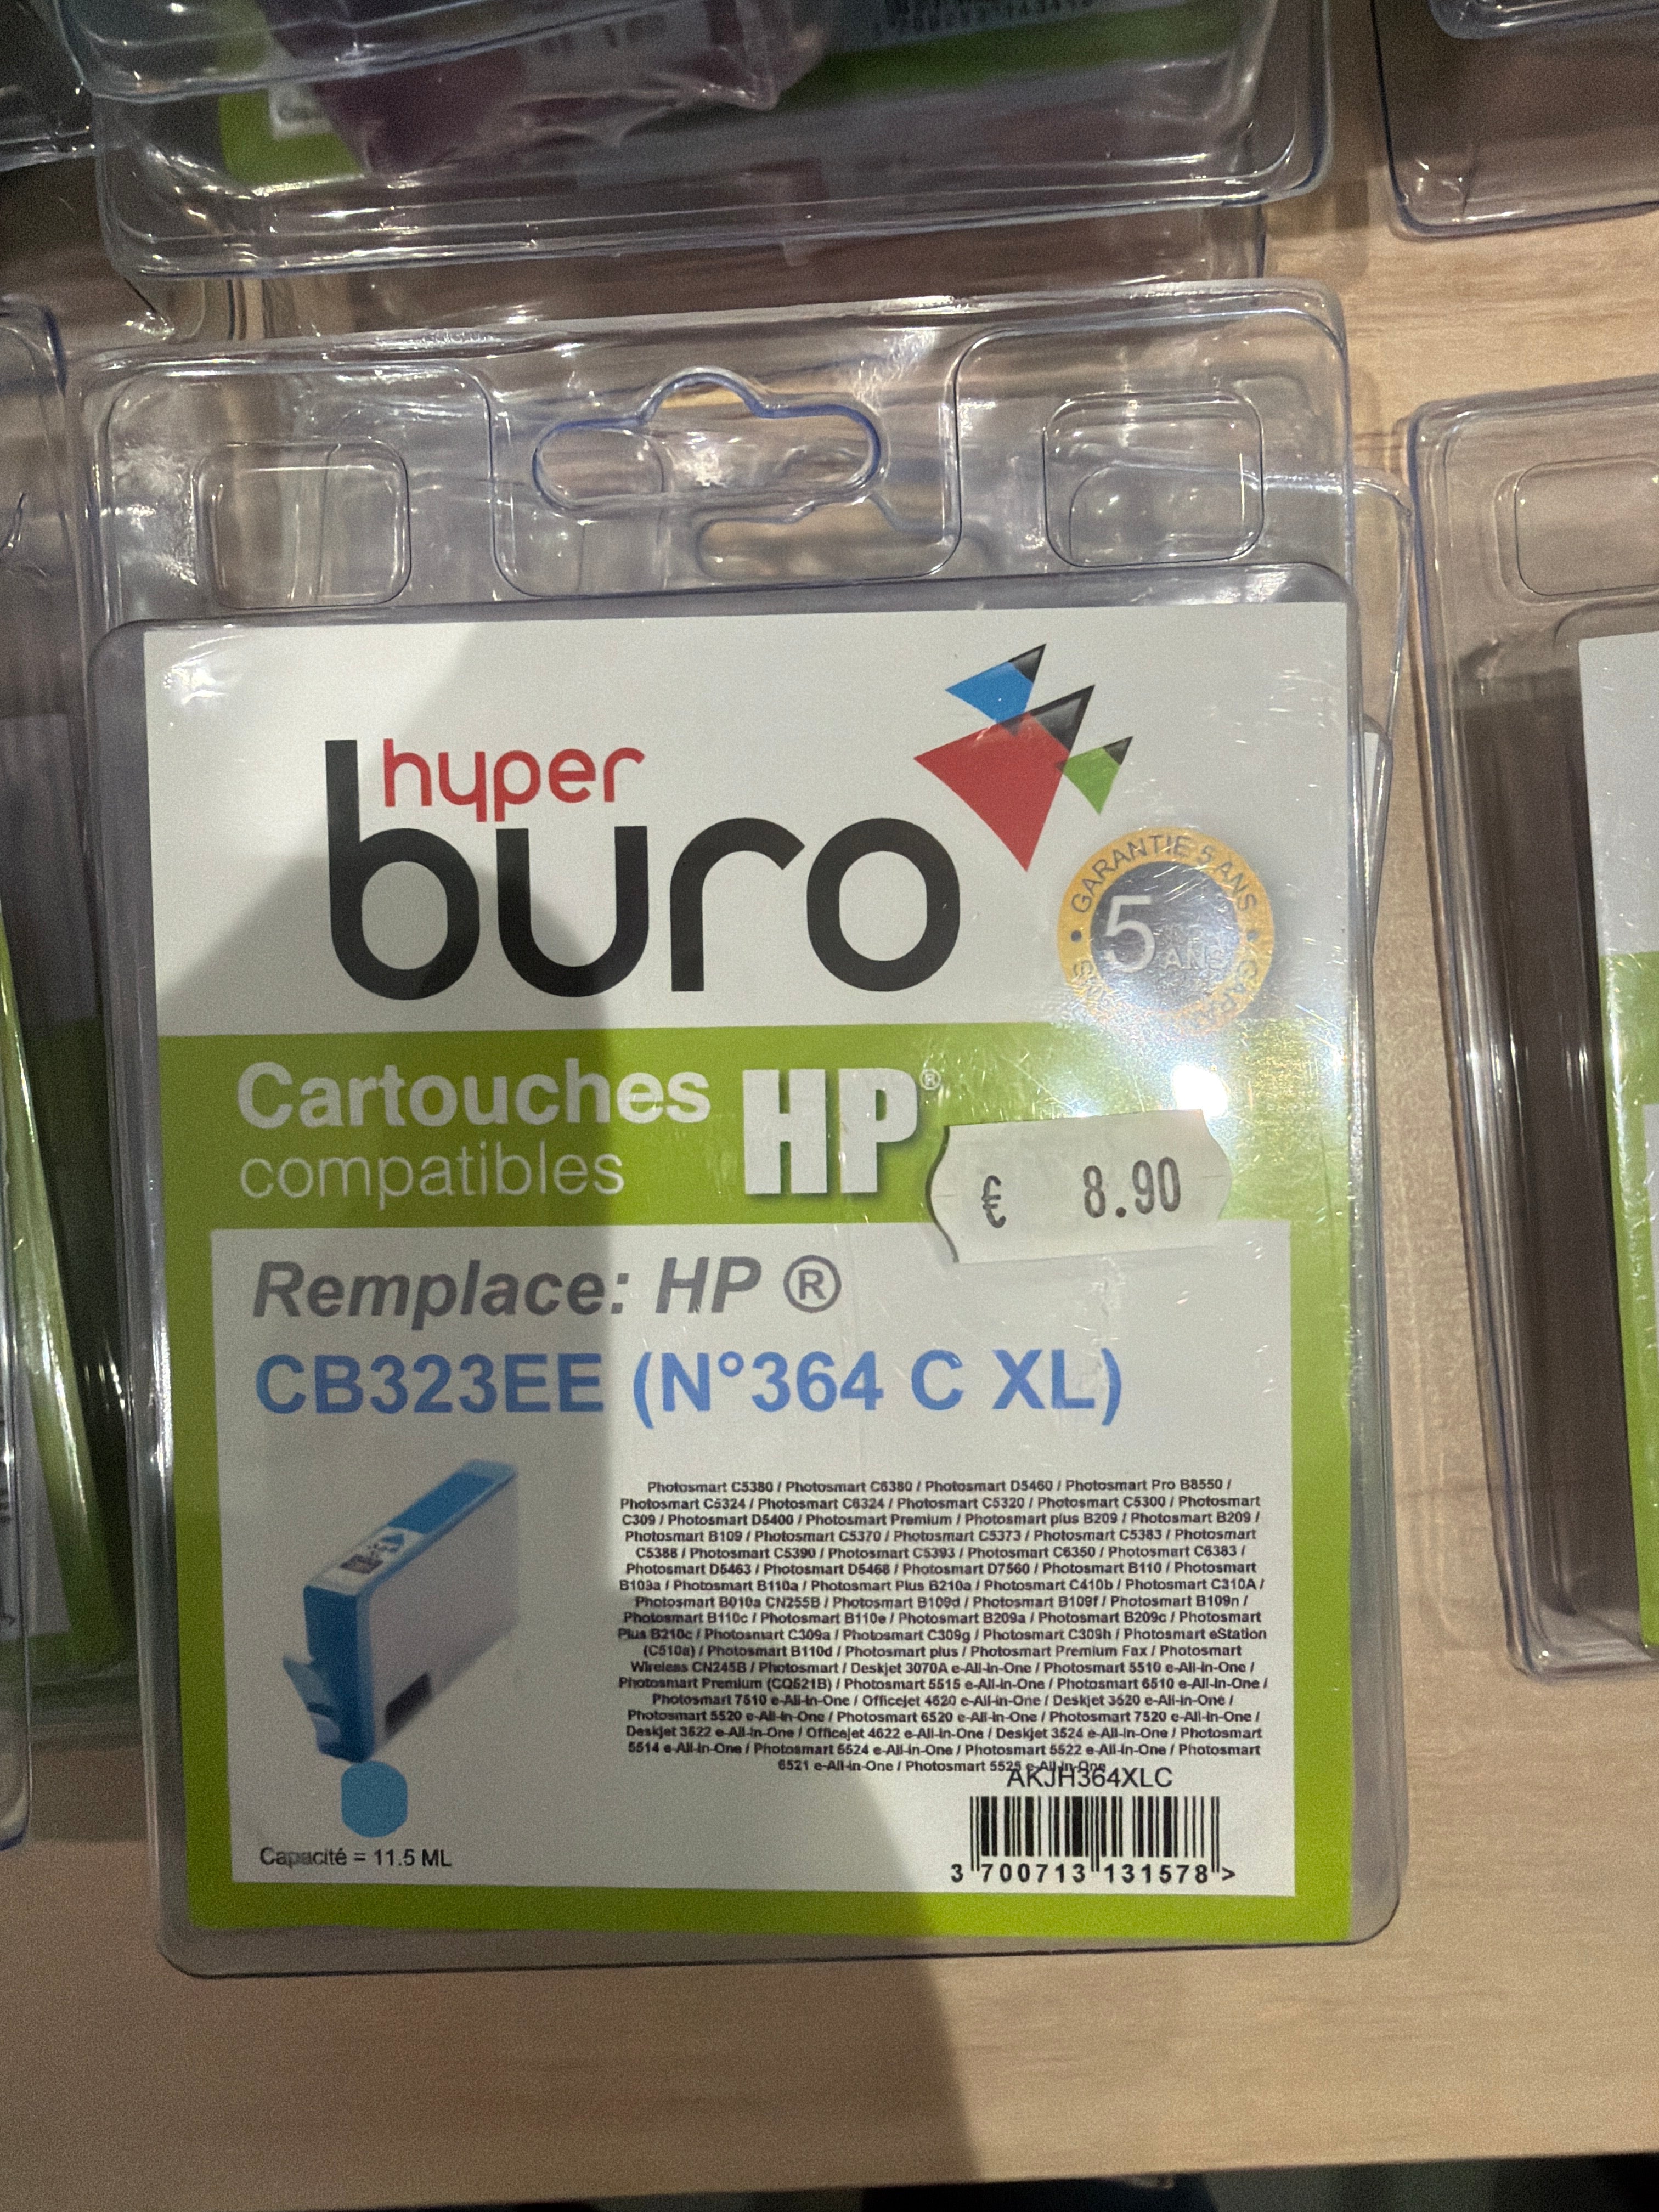 hyper
buro
GARANTIE 5 ANS
5 ANS
Cartouches HP®
compatibles
€ 8.90
Remplace: HP ®
CB323EE (N°364 C XL)
Photosmart C5380 / Photosmart C6380 / Photosmart D5460 / Photosmart Pro B8550 /
Photosmart C5324 / Photosmart C6324 / Photosmart C5320 / Photosmart C5300 / Photosmart
C309 / Photosmart D5400 / Photosmart Premium / Photosmart plus B209 / Photosmart B209 /
Photosmart B109 / Photosmart C5370 / Photosmart C5373 / Photosmart C5383 / Photosmart
C5388 / Photosmart C5390 / Photosmart C5393 / Photosmart C6350 / Photosmart C6383 /
Photosmart D5463 / Photosmart D5468 / Photosmart D7560 / Photosmart B110 / Photosmart
B109a / Photosmart B110a / Photosmart Plus B210a / Photosmart C410b / Photosmart C310A /
Photosmart B010a CN255B / Photosmart B109d / Photosmart B109f / Photosmart B109n /
Photosmart B110c / Photosmart B110e / Photosmart B209a / Photosmart B209c / Photosmart
Plus B210c / Photosmart C309a / Photosmart C309g / Photosmart C309h / Photosmart eStation
(C510a) / Photosmart B110d / Photosmart plus / Photosmart Premium Fax / Photosmart
Wireless CN245B / Photosmart / Deskjet 3070A e-All-in-One / Photosmart 5510 e-All-in-One /
Photosmart Premium (CQ521B) / Photosmart 5515 e-All-in-One / Photosmart 6510 e-All-in-One /
Photosmart 7510 e-All-in-One / Officejet 4620 e-All-in-One / Deskjet 3520 e-All-in-One /
Photosmart 5520 e-All-in-One / Photosmart 6520 e-All-in-One / Photosmart 7520 e-All-in-One /
Deskjet 3522 e-All-in-One / Officejet 4622 e-All-in-One / Deskjet 3524 e-All-in-One / Photosmart
5514 e-All-in-One / Photosmart 5524 e-All-in-One / Photosmart 5522 e-All-in-One / Photosmart
6521 e-All-in-One / Photosmart 5525 e-All-in-One
AKJH364XLC
Capacité = 11.5 ML
3 700713 131578 >